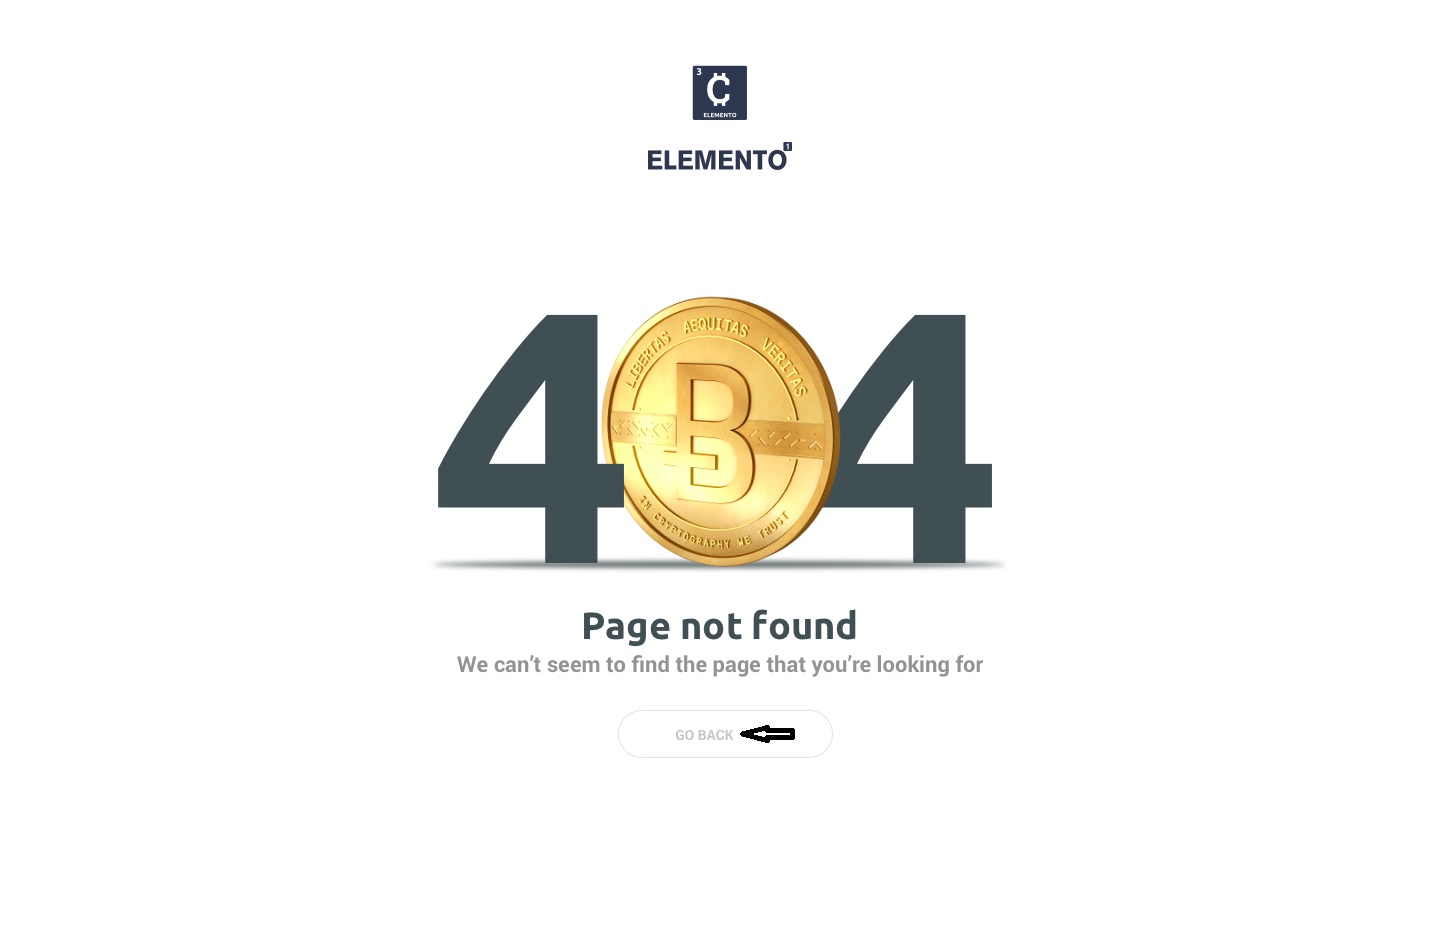 3
ELEMENTO
ELEMENTO 1
404
LIBERTAS AEQUITAS VERITAS
B
IN CRYPTOGRAPHY WE TRUST
Page not found
We can’t seem to find the page that you’re looking for
GO BACK